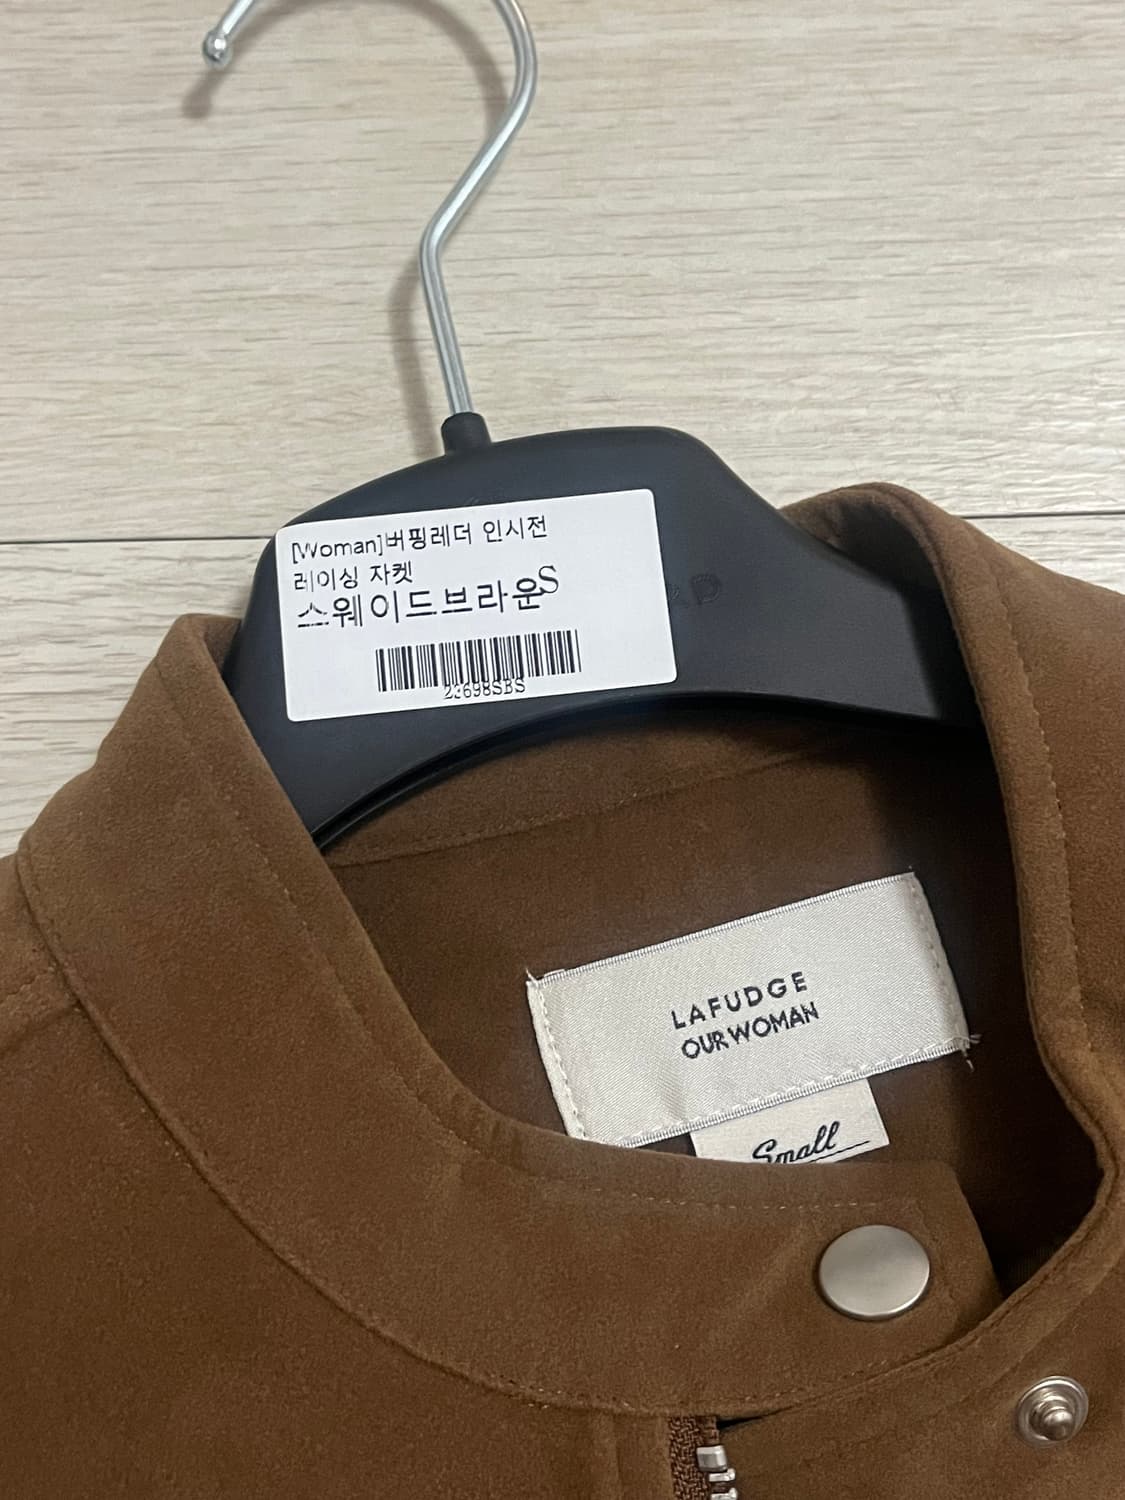 [Woman]버핑레더 인시전
레이싱 자켓
스웨이드브라운S
23698SBS
LAFUDGE
OUR WOMAN
Small